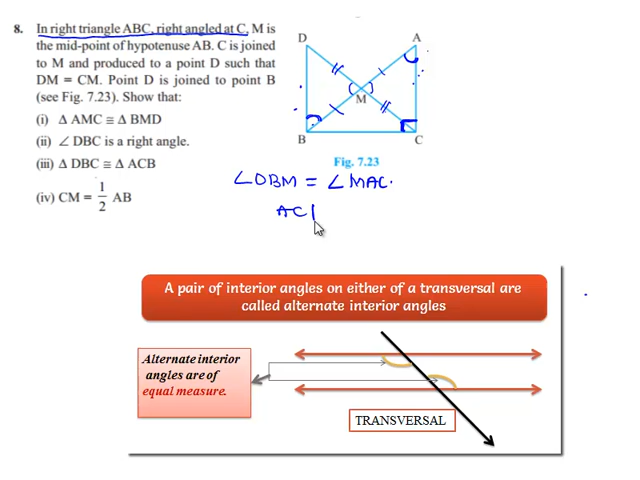 8. In right triangle ABC, right angled at C, M is
the mid-point of hypotenuse AB. C is joined
to M and produced to a point D such that
DM = CM. Point D is joined to point B
(see Fig. 7.23). Show that:
(i) Δ AMC ≅ Δ BMD
(ii) ∠ DBC is a right angle.
(iii) Δ DBC ≅ Δ ACB
(iv) CM = 1/2 AB
D A
M
B C
Fig. 7.23
∠DBM = ∠MAC.
AC |
A pair of interior angles on either of a transversal are
called alternate interior angles
Alternate interior
angles are of
equal measure.
TRANSVERSAL